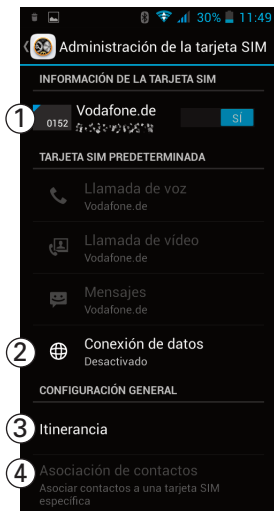 30% 11:49
Administración de la tarjeta SIM
INFORMACIÓN DE LA TARJETA SIM
1 0152 Vodafone.de SÍ
TARJETA SIM PREDETERMINADA
Llamada de voz
Vodafone.de
Llamada de vídeo
Vodafone.de
Mensajes
Vodafone.de
2 Conexión de datos
Desactivado
CONFIGURACIÓN GENERAL
3 Itinerancia
4 Asociación de contactos
Asociar contactos a una tarjeta SIM
específica